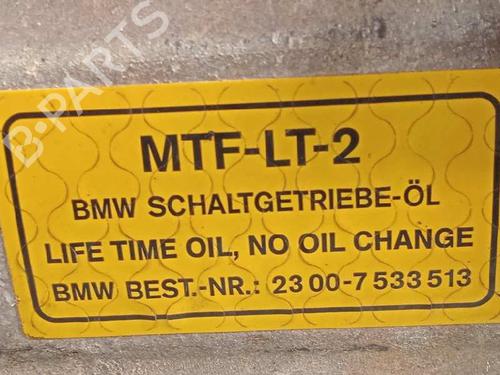 B-PARTS
MTF-LT-2
BMW SCHALTGETRIEBE-ÖL
LIFE TIME OIL, NO OIL CHANGE
BMW BEST.-NR.: 23 00-7 533 513